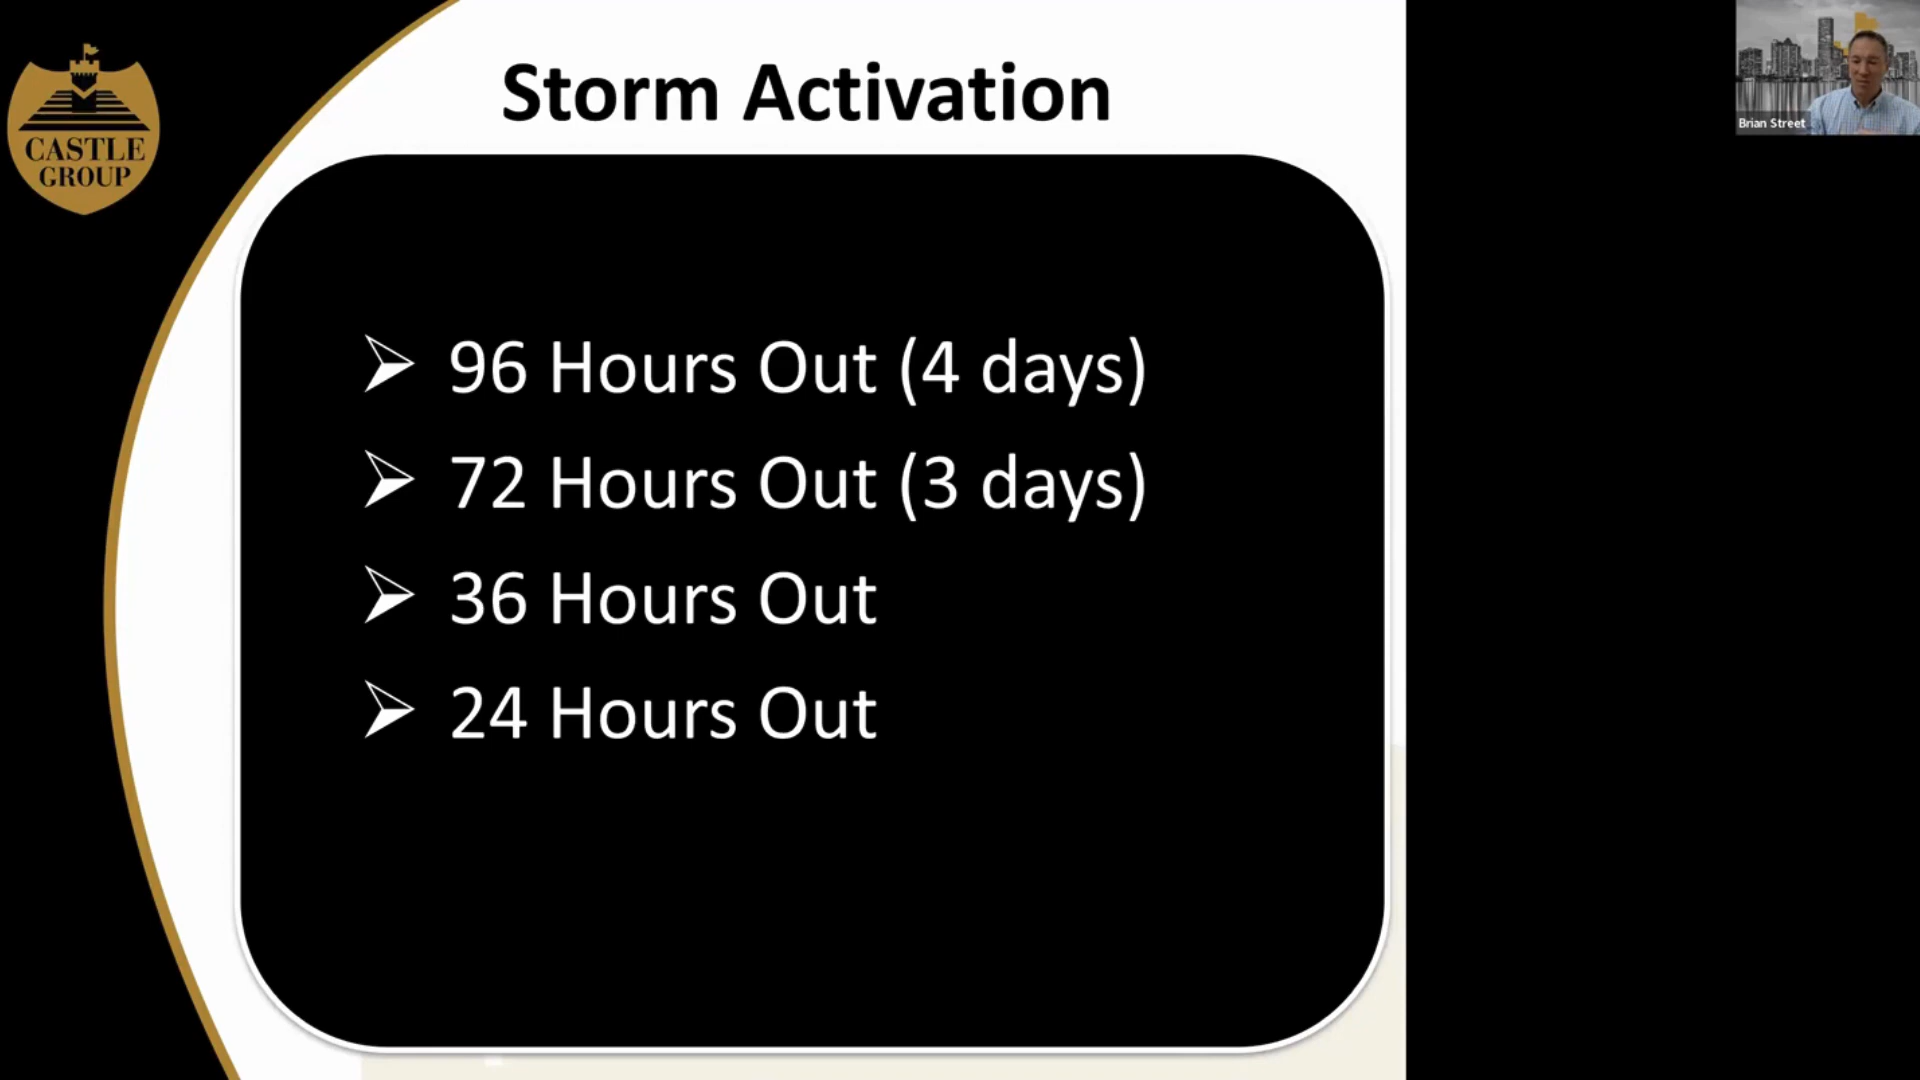 CASTLE
GROUP
Storm Activation
96 Hours Out (4 days)
72 Hours Out (3 days)
36 Hours Out
24 Hours Out
Brian Street